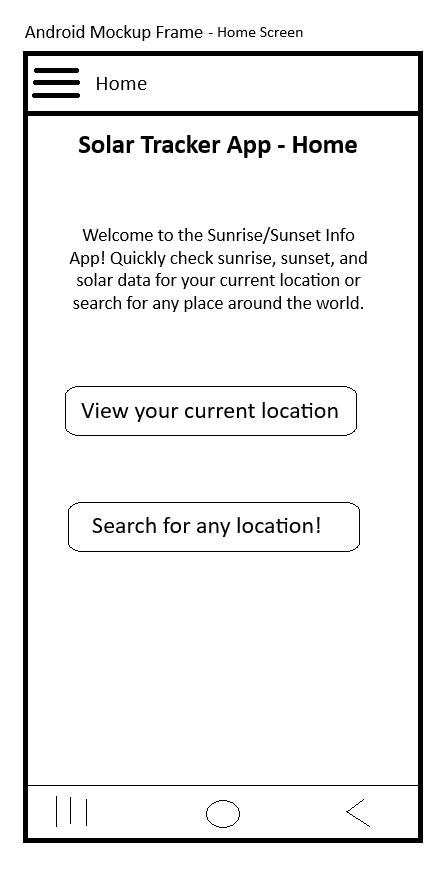 Android Mockup Frame - Home Screen
Home
Solar Tracker App - Home
Welcome to the Sunrise/Sunset Info
App! Quickly check sunrise, sunset, and
solar data for your current location or
search for any place around the world.
View your current location
Search for any location!